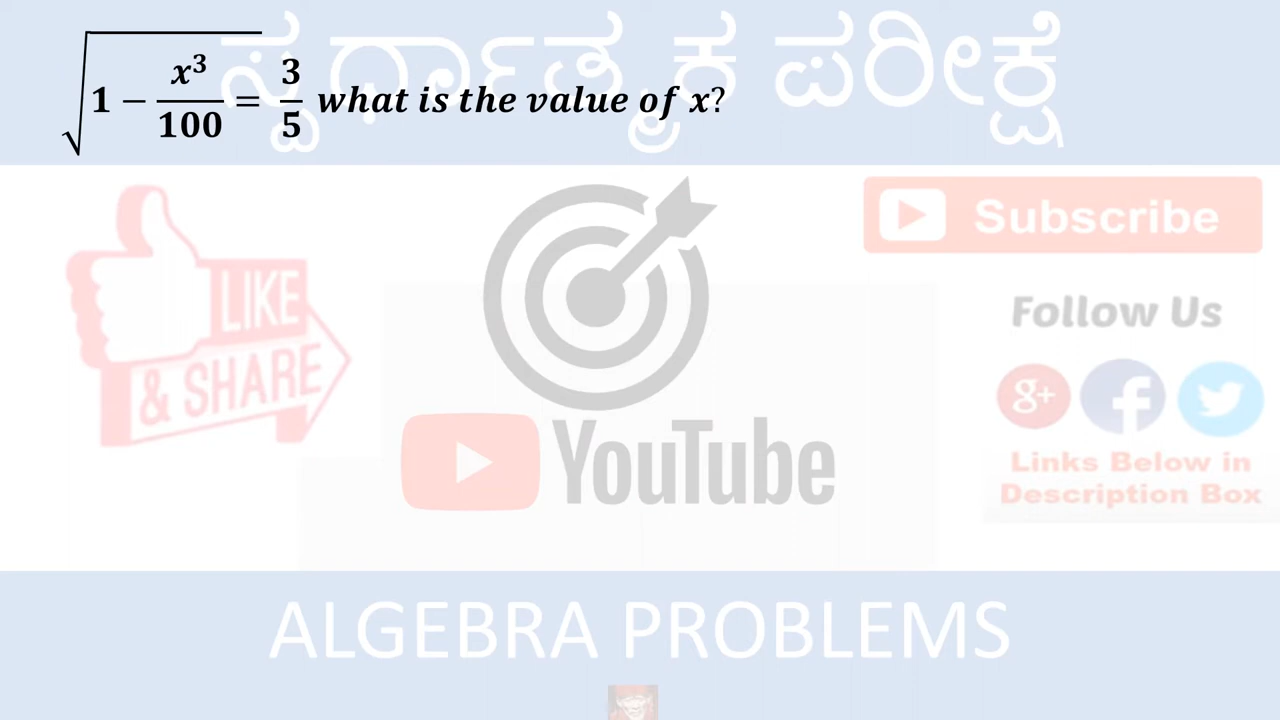 ಸ್ಪರ್ಧಾತ್ಮಕ ಪರೀಕ್ಷೆ
√(1 − x³/100) = 3/5 what is the value of x?
Subscribe
LIKE
& SHARE
Follow Us
g+ f
YouTube
Links Below in
Description Box
ALGEBRA PROBLEMS